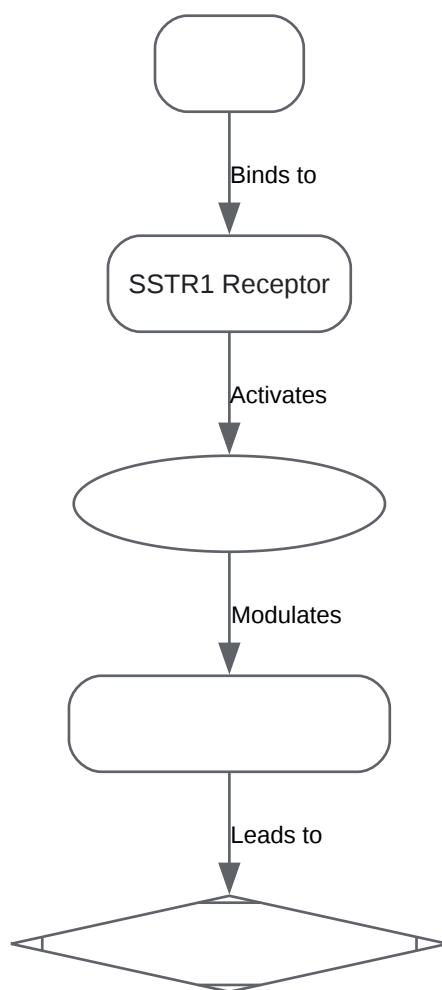 Binds to
SSTR1 Receptor
Activates
Modulates
Leads to